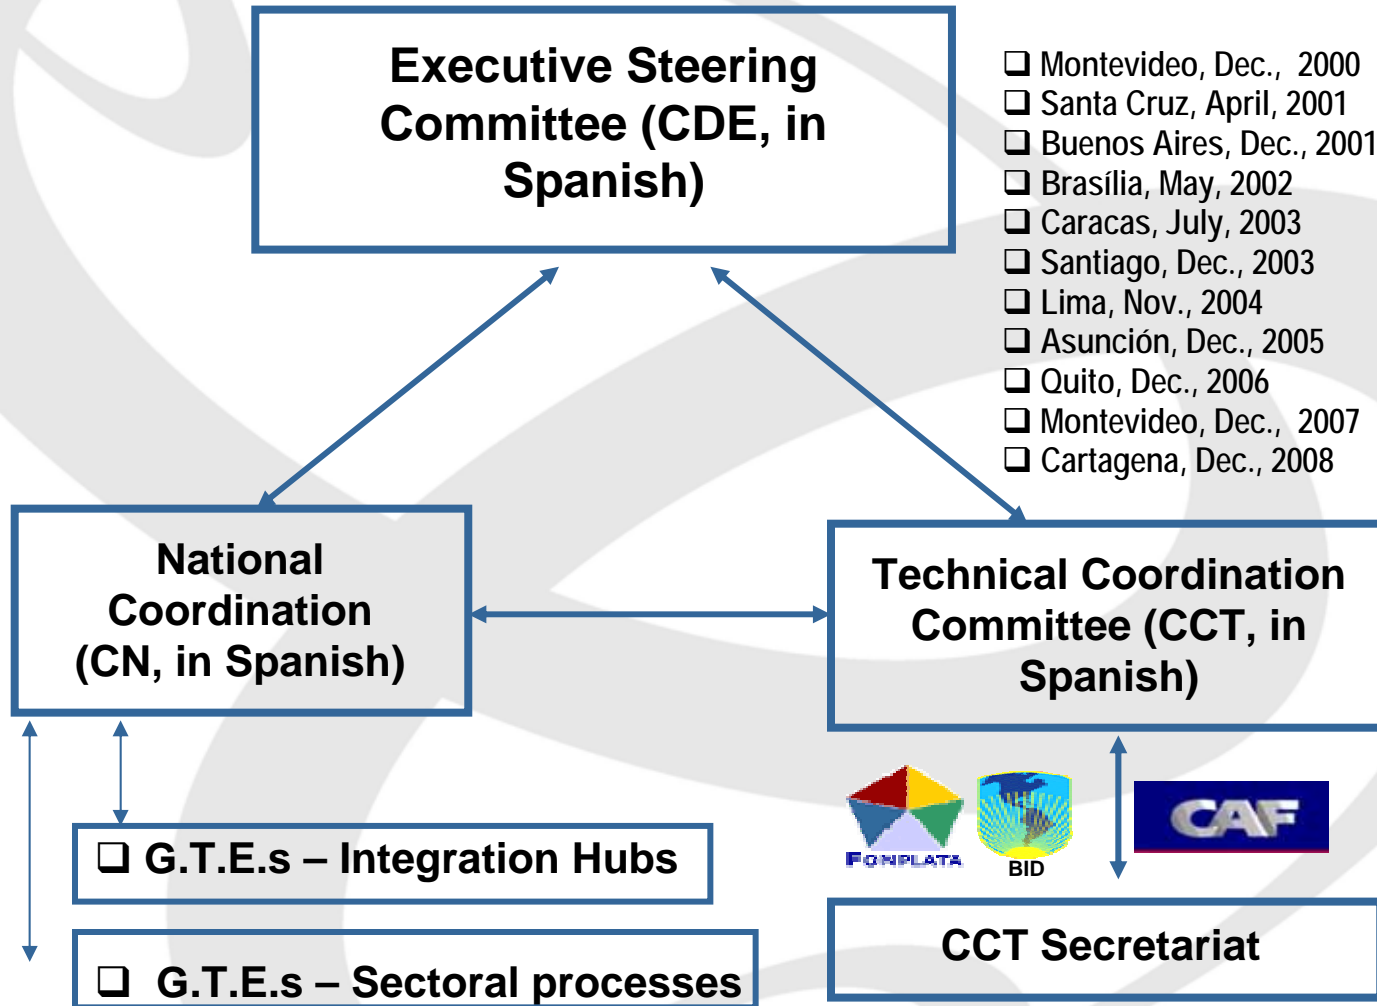 Executive Steering
Committee (CDE, in
Spanish)
❑ Montevideo, Dec., 2000
❑ Santa Cruz, April, 2001
❑ Buenos Aires, Dec., 2001
❑ Brasília, May, 2002
❑ Caracas, July, 2003
❑ Santiago, Dec., 2003
❑ Lima, Nov., 2004
❑ Asunción, Dec., 2005
❑ Quito, Dec., 2006
❑ Montevideo, Dec., 2007
❑ Cartagena, Dec., 2008
National
Coordination
(CN, in Spanish)
Technical Coordination
Committee (CCT, in
Spanish)
FONPLATA
BID
CAF
❑ G.T.E.s – Integration Hubs
❑ G.T.E.s – Sectoral processes
CCT Secretariat